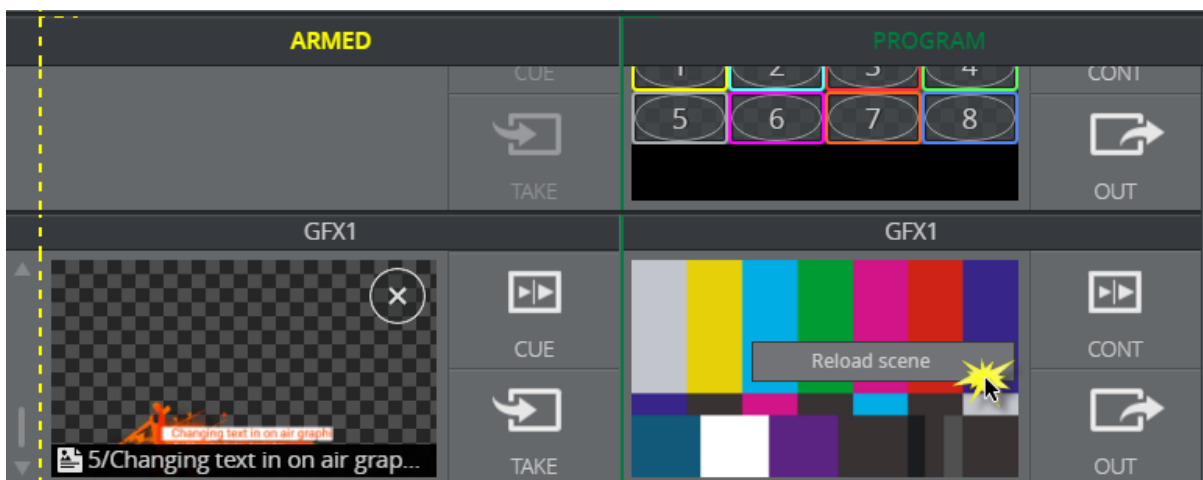 ARMED
PROGRAM
CUE
1 2 3 4
CONT
5 6 7 8
TAKE
OUT
GFX1
GFX1
CUE
Reload scene
CONT
Changing text in on air graphi
5/Changing text in on air grap...
TAKE
OUT